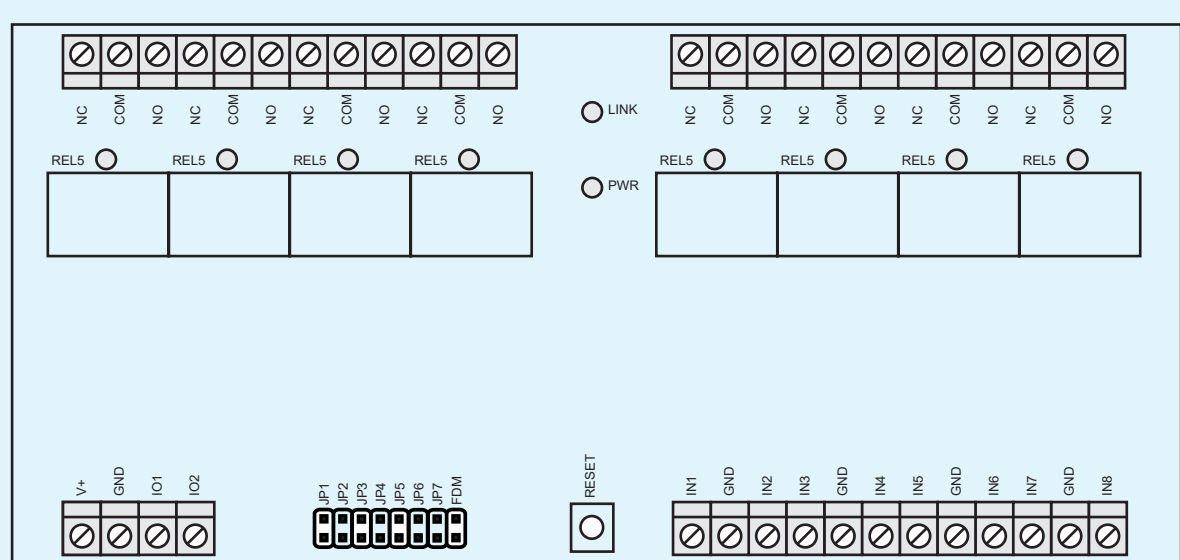 NC COM NO NC COM NO NC COM NO NC COM NO
NC COM NO NC COM NO NC COM NO NC COM NO
LINK
REL5 REL5 REL5 REL5
REL5 REL5 REL5 REL5
PWR
V+ GND IO1 IO2
JP1 JP2 JP3 JP4 JP5 JP6 JP7 FDM
RESET
IN1 GND IN2 IN3 GND IN4 IN5 GND IN6 IN7 GND IN8